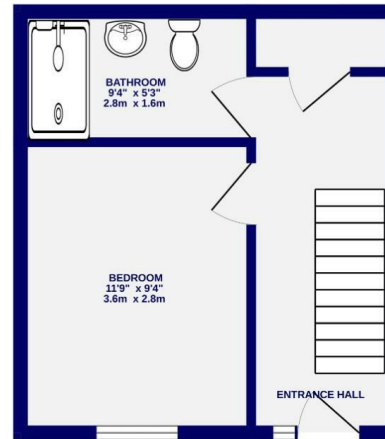 BATHROOM
9'4" x 5'3"
2.8m x 1.6m
BEDROOM
11'9" x 9'4"
3.6m x 2.8m
ENTRANCE HALL